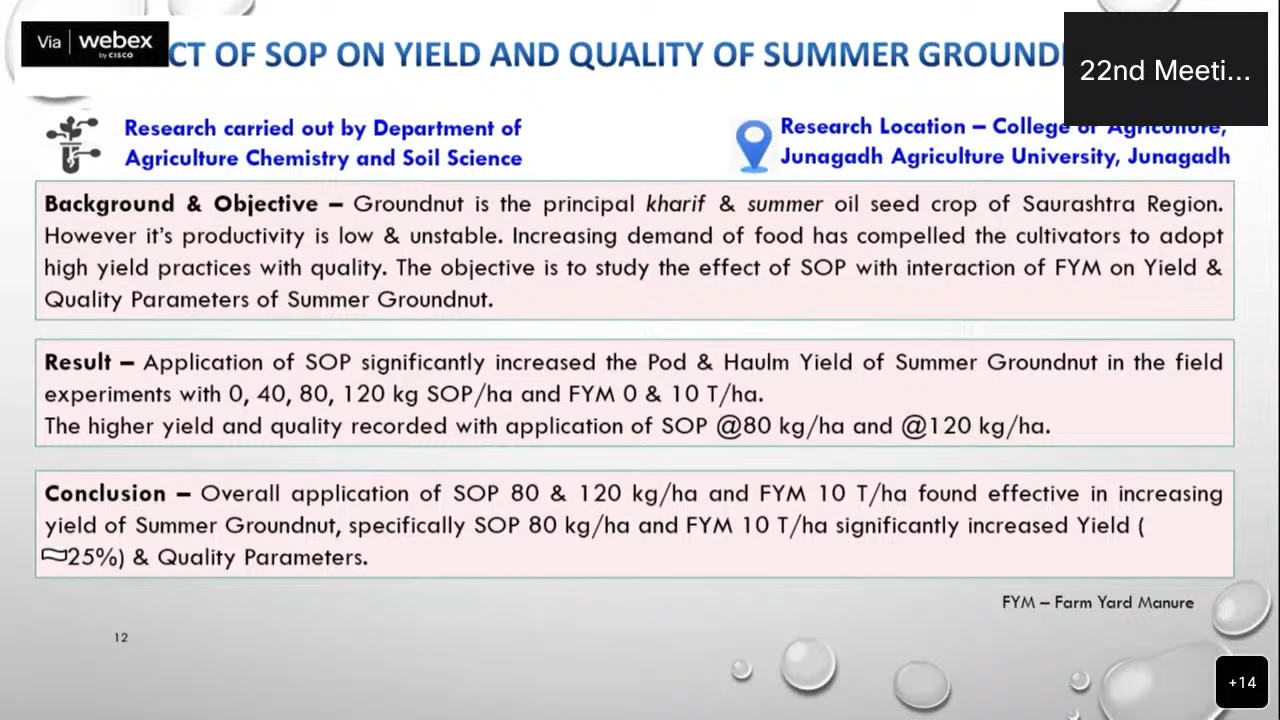 Via webex
by CISCO
CT OF SOP ON YIELD AND QUALITY OF SUMMER GROUND
22nd Meeti...
Research carried out by Department of
Agriculture Chemistry and Soil Science
Research Location – College of Agriculture,
Junagadh Agriculture University, Junagadh
Background & Objective – Groundnut is the principal kharif & summer oil seed crop of Saurashtra Region.
However it's productivity is low & unstable. Increasing demand of food has compelled the cultivators to adopt
high yield practices with quality. The objective is to study the effect of SOP with interaction of FYM on Yield &
Quality Parameters of Summer Groundnut.
Result – Application of SOP significantly increased the Pod & Haulm Yield of Summer Groundnut in the field
experiments with 0, 40, 80, 120 kg SOP/ha and FYM 0 & 10 T/ha.
The higher yield and quality recorded with application of SOP @80 kg/ha and @120 kg/ha.
Conclusion – Overall application of SOP 80 & 120 kg/ha and FYM 10 T/ha found effective in increasing
yield of Summer Groundnut, specifically SOP 80 kg/ha and FYM 10 T/ha significantly increased Yield (
≈25%) & Quality Parameters.
FYM – Farm Yard Manure
12
+14